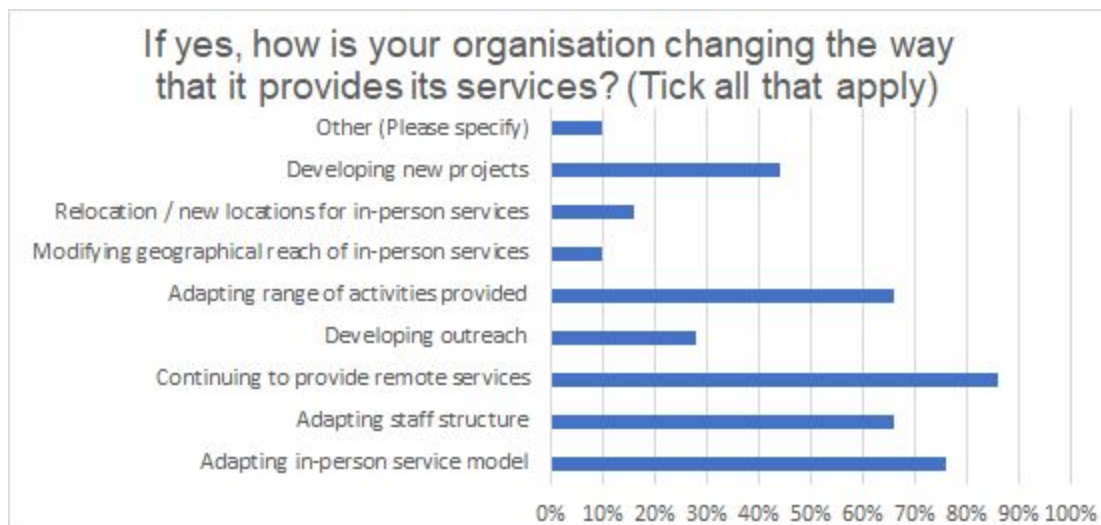 If yes, how is your organisation changing the way
that it provides its services? (Tick all that apply)
Other (Please specify)
Developing new projects
Relocation / new locations for in-person services
Modifying geographical reach of in-person services
Adapting range of activities provided
Developing outreach
Continuing to provide remote services
Adapting staff structure
Adapting in-person service model
0% 10% 20% 30% 40% 50% 60% 70% 80% 90% 100%